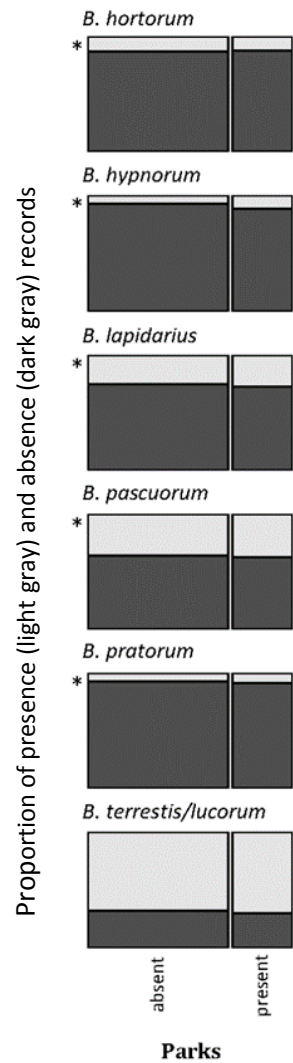 Proportion of presence (light gray) and absence (dark gray) records
B. hortorum
*
B. hypnorum
*
B. lapidarius
*
B. pascuorum
*
B. pratorum
*
B. terrestis/lucorum
absent
present
Parks